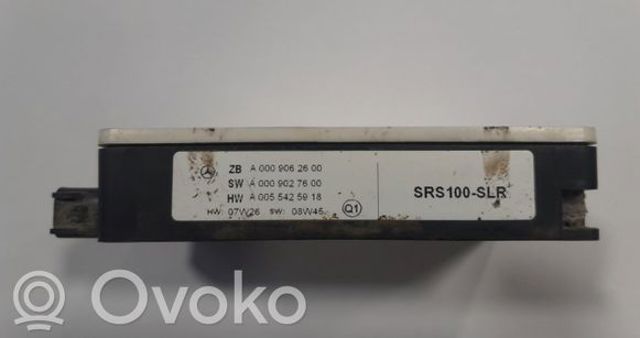 ZB A 000 906 26 00
SW A 000 902 76 00
HW A 005 542 59 18
HW: 07W26 SW: 08W45 Q1
SRS100-SLR
Ovoko